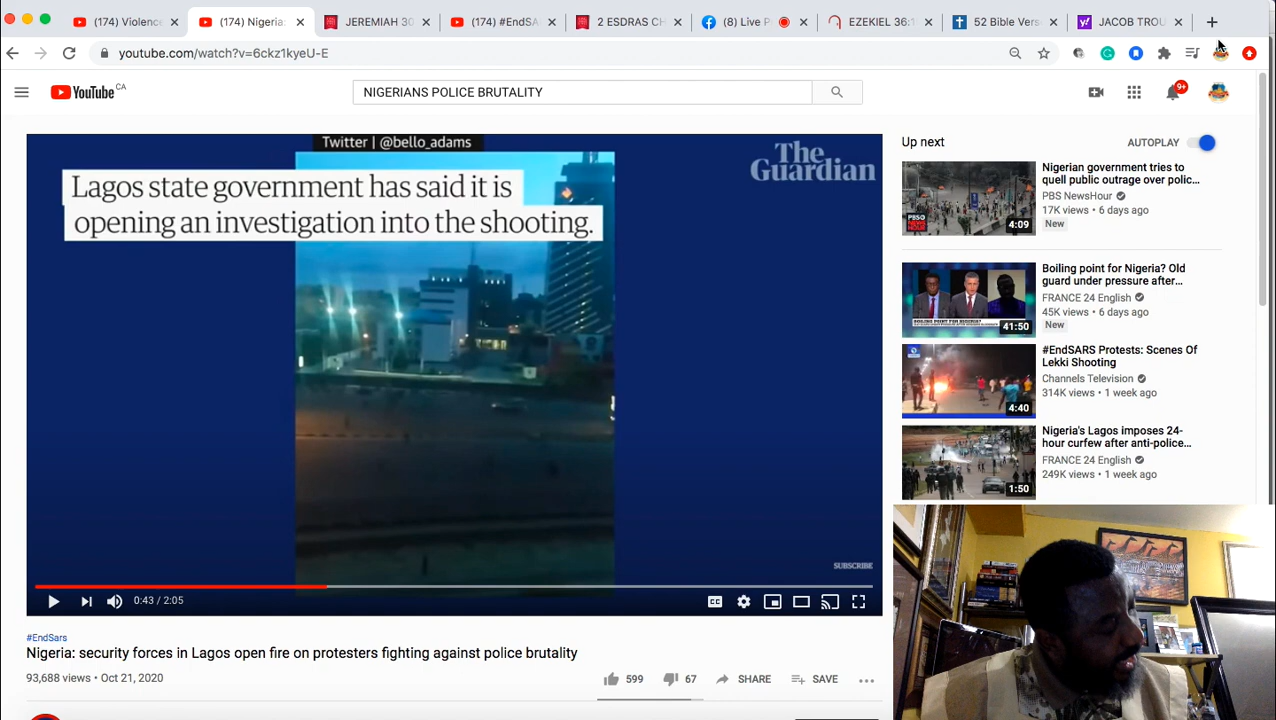 (174) Violence
(174) Nigeria:
JEREMIAH 30
(174) #EndSA
2 ESDRAS CH
(8) Live P
EZEKIEL 36:1
52 Bible Vers
JACOB TROU
youtube.com/watch?v=6ckz1kyeU-E
YouTube CA
NIGERIANS POLICE BRUTALITY
9+
Twitter | @bello_adams
The Guardian
Lagos state government has said it is
opening an investigation into the shooting.
SUBSCRIBE
0:43 / 2:05
#EndSars
Nigeria: security forces in Lagos open fire on protesters fighting against police brutality
93,688 views • Oct 21, 2020
599
67
SHARE
SAVE
Up next
AUTOPLAY
Nigerian government tries to
quell public outrage over polic...
PBS NewsHour
17K views • 6 days ago
New
4:09
Boiling point for Nigeria? Old
guard under pressure after...
FRANCE 24 English
45K views • 6 days ago
New
BOILING POINT FOR NIGERIA?
41:50
#EndSARS Protests: Scenes Of
Lekki Shooting
Channels Television
314K views • 1 week ago
4:40
Nigeria's Lagos imposes 24-
hour curfew after anti-police...
FRANCE 24 English
249K views • 1 week ago
1:50